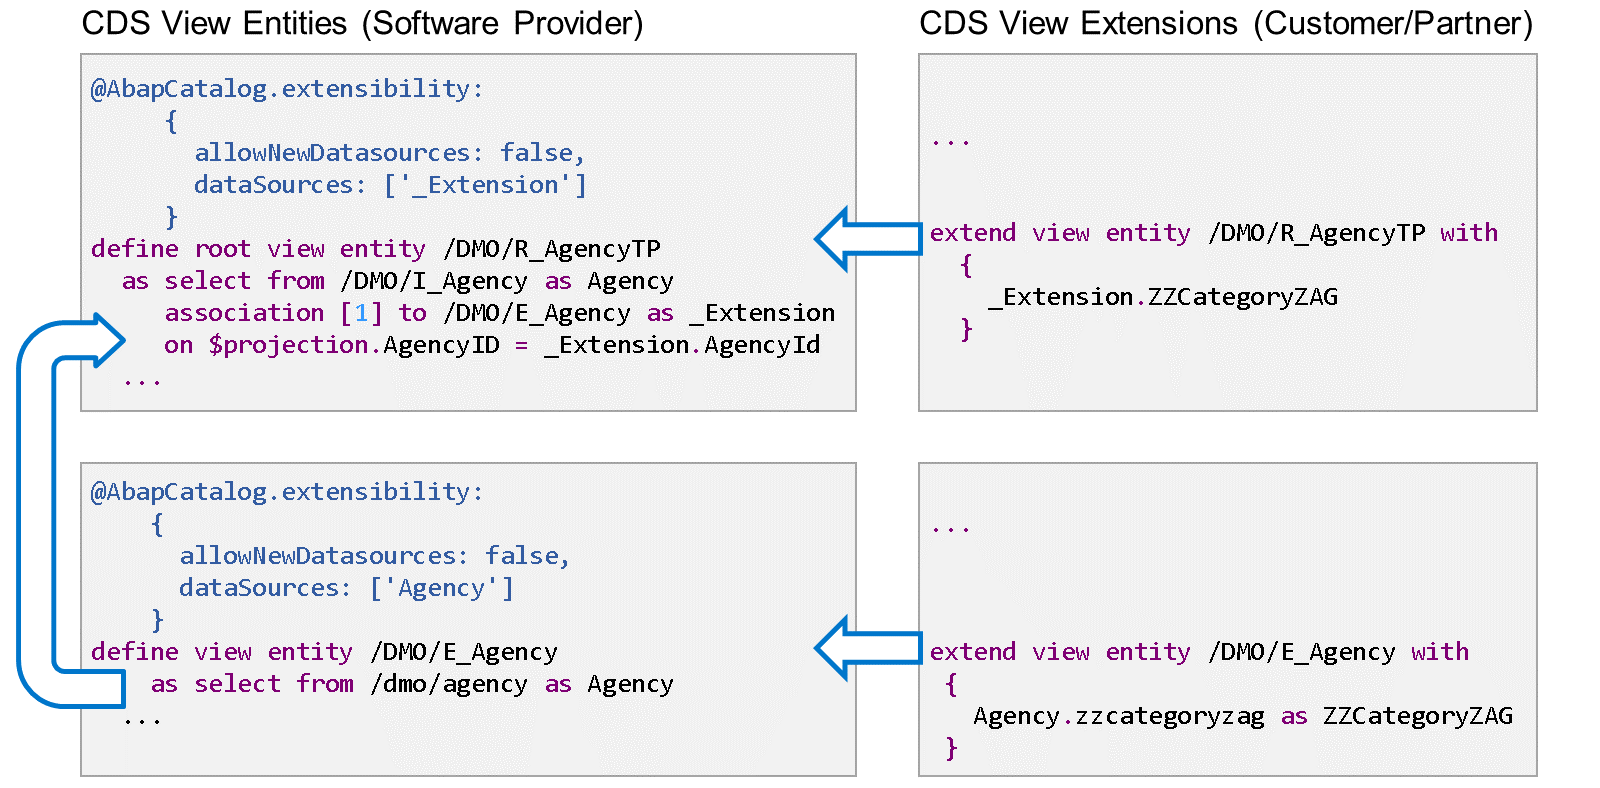 CDS View Entities (Software Provider)
@AbapCatalog.extensibility:
{
allowNewDatasources: false,
dataSources: ['_Extension']
}
define root view entity /DMO/R_AgencyTP
as select from /DMO/I_Agency as Agency
association [1] to /DMO/E_Agency as _Extension
on $projection.AgencyID = _Extension.AgencyId
...
CDS View Extensions (Customer/Partner)
...
extend view entity /DMO/R_AgencyTP with
{
_Extension.ZZCategoryZAG
}
@AbapCatalog.extensibility:
{
allowNewDatasources: false,
dataSources: ['Agency']
}
define view entity /DMO/E_Agency
as select from /dmo/agency as Agency
...
...
extend view entity /DMO/E_Agency with
{
Agency.zzcategoryzag as ZZCategoryZAG
}